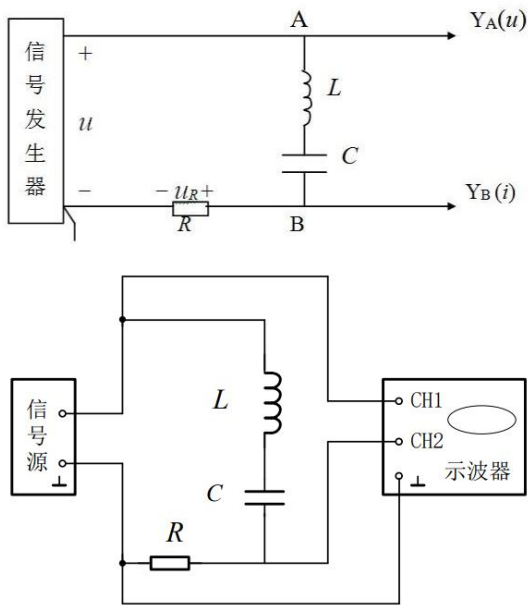 A
Y_A(u)
信号发生器
+
u
−
L
C
− u_R +
R
B
Y_B(i)
信号源
L
C
R
CH1
CH2
示波器